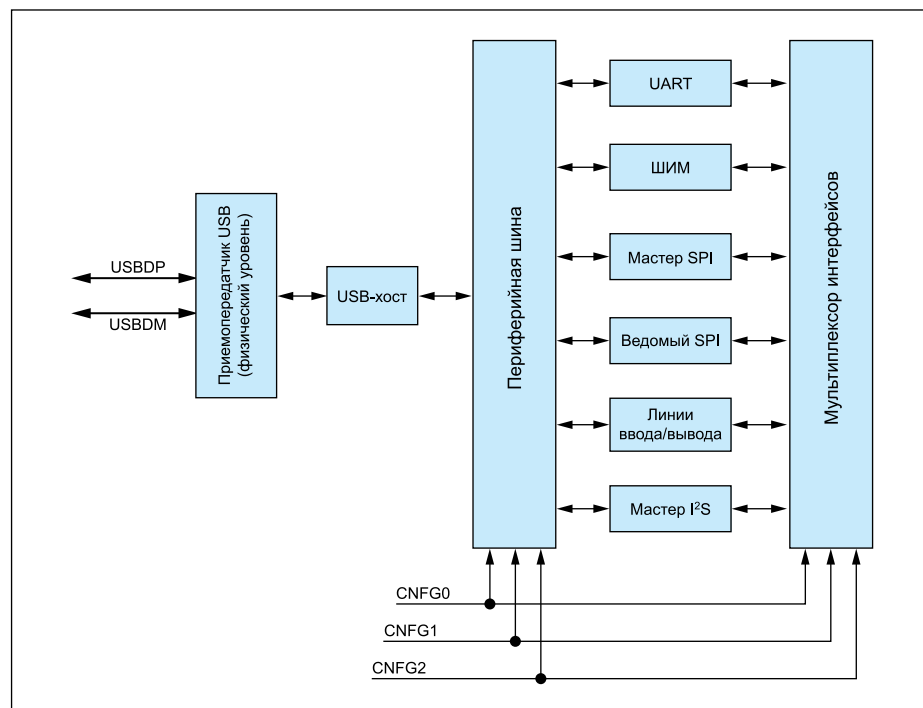 USBDP
USBDM
Приемопередатчик USB
(физический уровень)
USB-хост
Периферийная шина
UART
ШИМ
Мастер SPI
Ведомый SPI
Линии
ввода/вывода
Мастер I²S
Мультиплексор интерфейсов
CNFG0
CNFG1
CNFG2